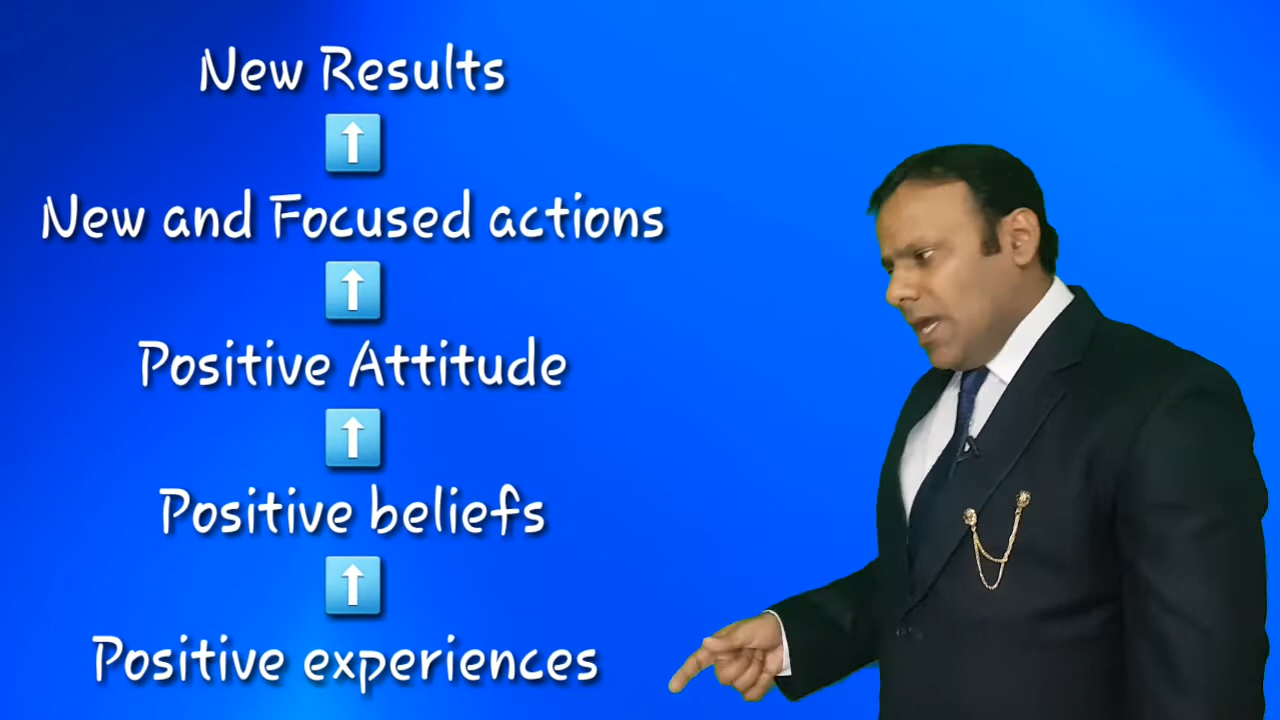 New Results
New and Focused actions
Positive Attitude
Positive beliefs
Positive experiences